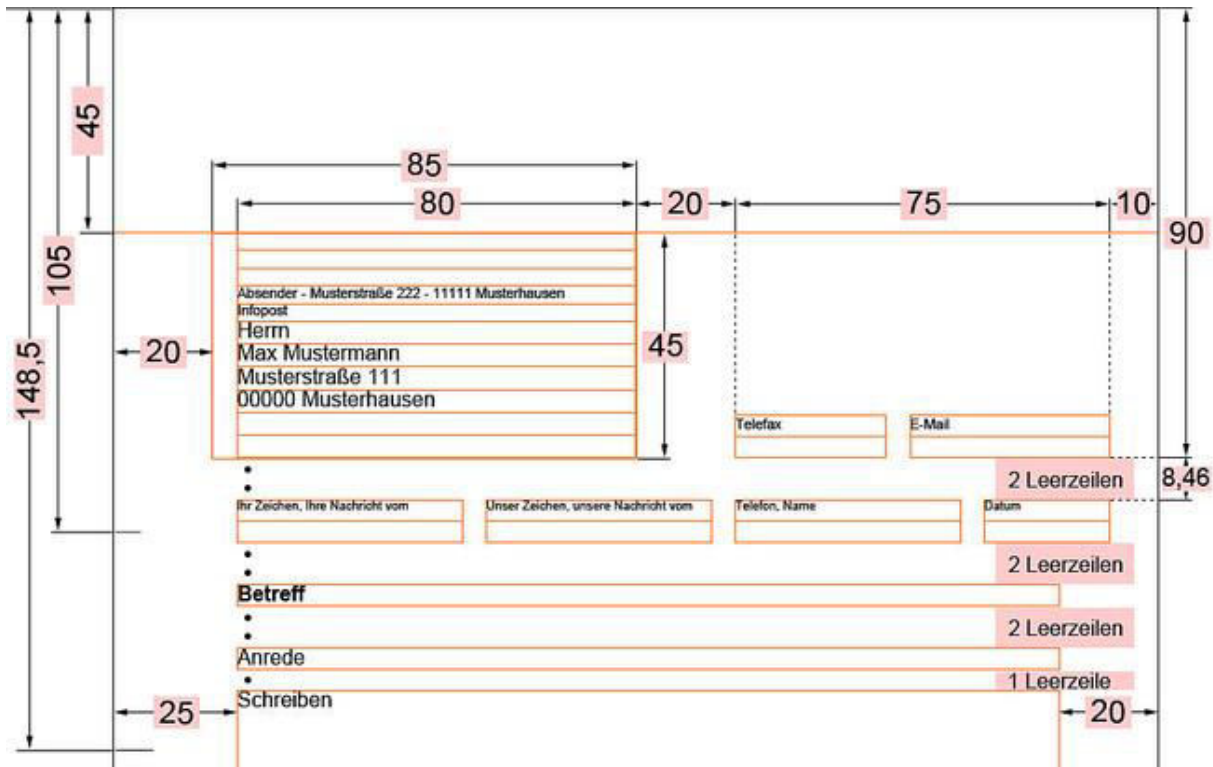 45
85
80
20
75
10
90
105
Absender - Musterstraße 222 - 11111 Musterhausen
Infopost
Herrn
20
Max Mustermann
45
148,5
Musterstraße 111
00000 Musterhausen
Telefax
E-Mail
2 Leerzeilen
8,46
Ihr Zeichen, Ihre Nachricht vom
Unser Zeichen, unsere Nachricht vom
Telefon, Name
Datum
2 Leerzeilen
Betreff
2 Leerzeilen
Anrede
1 Leerzeile
Schreiben
25
20